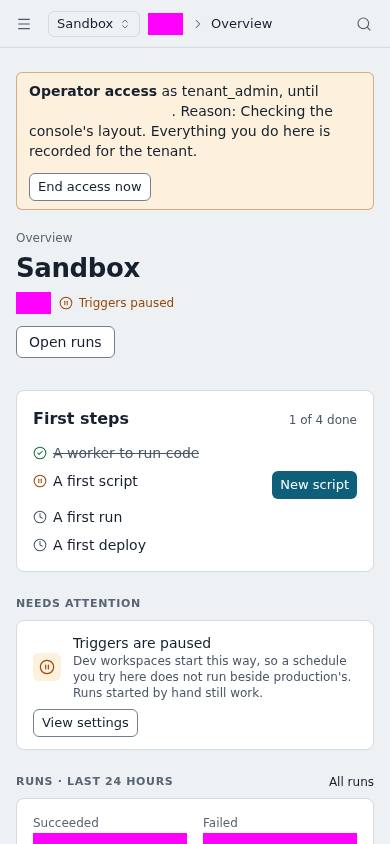 Sandbox
Overview
Operator access as tenant_admin, until
. Reason: Checking the
console's layout. Everything you do here is
recorded for the tenant.
End access now
Overview
Sandbox
Triggers paused
Open runs
First steps
1 of 4 done
A worker to run code
A first script
New script
A first run
A first deploy
NEEDS ATTENTION
Triggers are paused
Dev workspaces start this way, so a schedule
you try here does not run beside production's.
Runs started by hand still work.
View settings
RUNS · LAST 24 HOURS
All runs
Succeeded
Failed